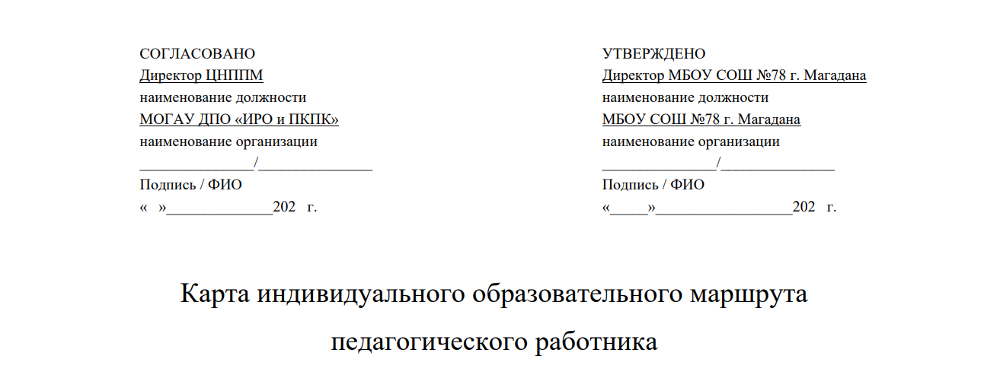 СОГЛАСОВАНО
Директор ЦНППМ
наименование должности
МОГАУ ДПО «ИРО и ПКПК»
наименование организации
_______________/_______________
Подпись / ФИО
«   »______________202   г.
УТВЕРЖДЕНО
Директор МБОУ СОШ №78 г. Магадана
наименование должности
МБОУ СОШ №78 г. Магадана
наименование организации
_______________/_______________
Подпись / ФИО
«_____»__________________202   г.
Карта индивидуального образовательного маршрута
педагогического работника